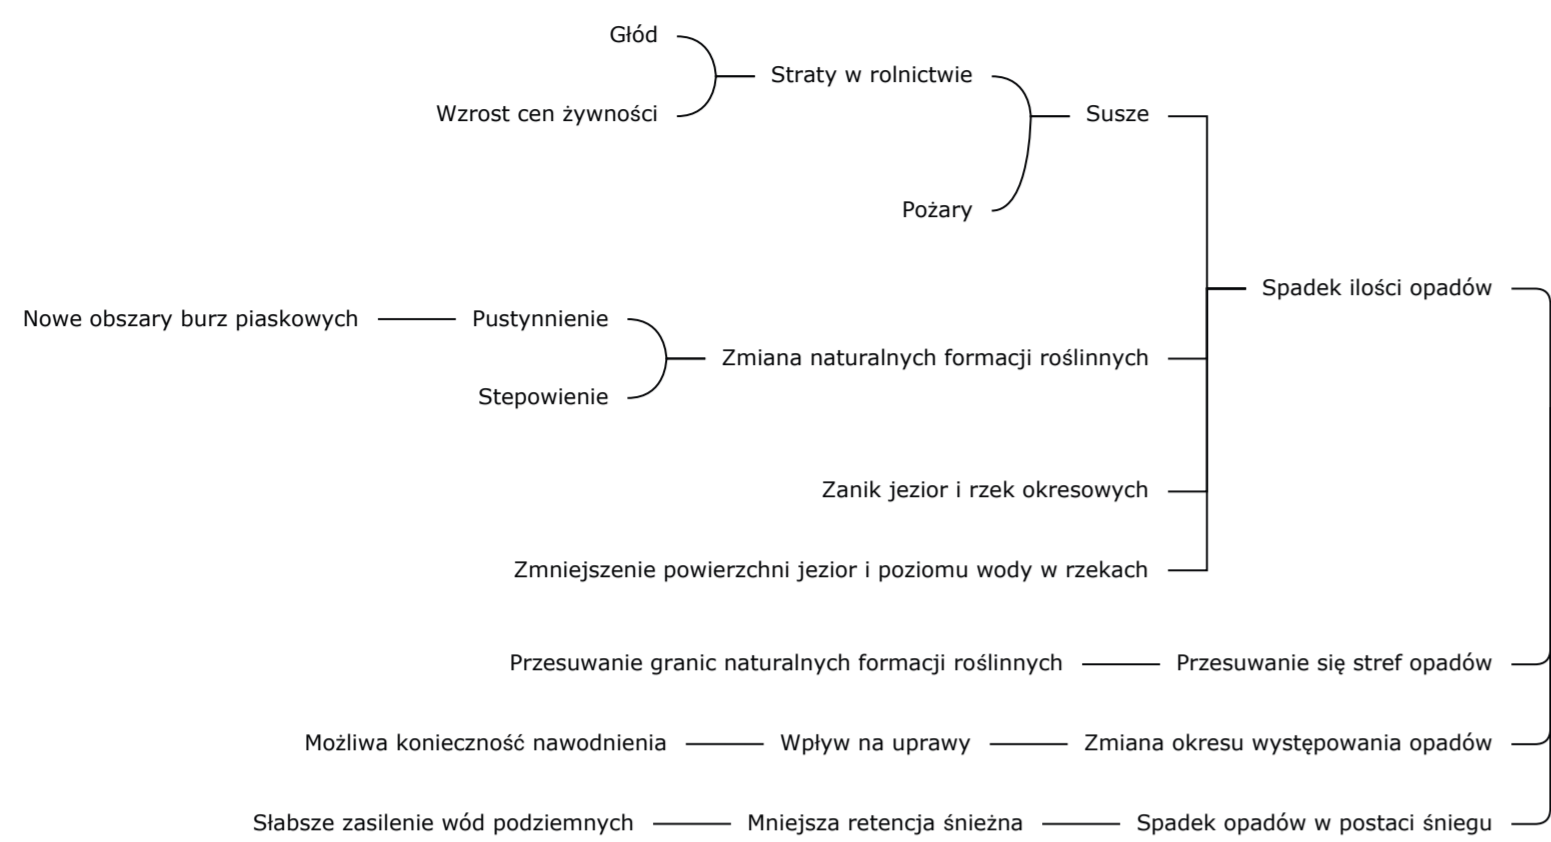 Głód
Straty w rolnictwie
Wzrost cen żywności
Susze
Pożary
Spadek ilości opadów
Nowe obszary burz piaskowych
Pustynnienie
Zmiana naturalnych formacji roślinnych
Stepowienie
Zanik jezior i rzek okresowych
Zmniejszenie powierzchni jezior i poziomu wody w rzekach
Przesuwanie granic naturalnych formacji roślinnych
Przesuwanie się stref opadów
Możliwa konieczność nawodnienia
Wpływ na uprawy
Zmiana okresu występowania opadów
Słabsze zasilenie wód podziemnych
Mniejsza retencja śnieżna
Spadek opadów w postaci śniegu